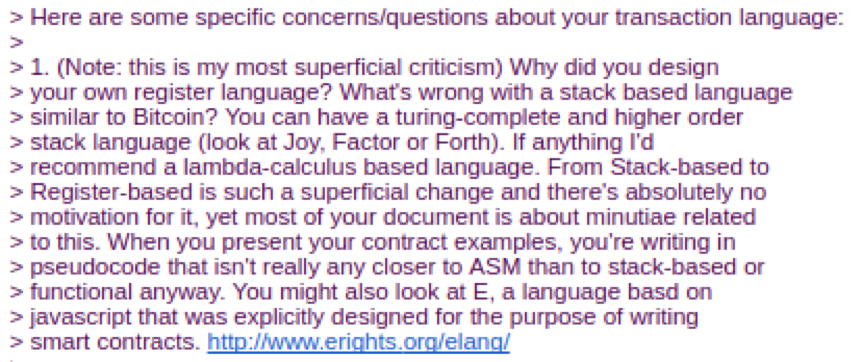 > Here are some specific concerns/questions about your transaction language:
>
> 1. (Note: this is my most superficial criticism) Why did you design
> your own register language? What's wrong with a stack based language
> similar to Bitcoin? You can have a turing-complete and higher order
> stack language (look at Joy, Factor or Forth). If anything I'd
> recommend a lambda-calculus based language. From Stack-based to
> Register-based is such a superficial change and there's absolutely no
> motivation for it, yet most of your document is about minutiae related
> to this. When you present your contract examples, you're writing in
> pseudocode that isn't really any closer to ASM than to stack-based or
> functional anyway. You might also look at E, a language basd on
> javascript that was explicitly designed for the purpose of writing
> smart contracts. http://www.erights.org/elang/